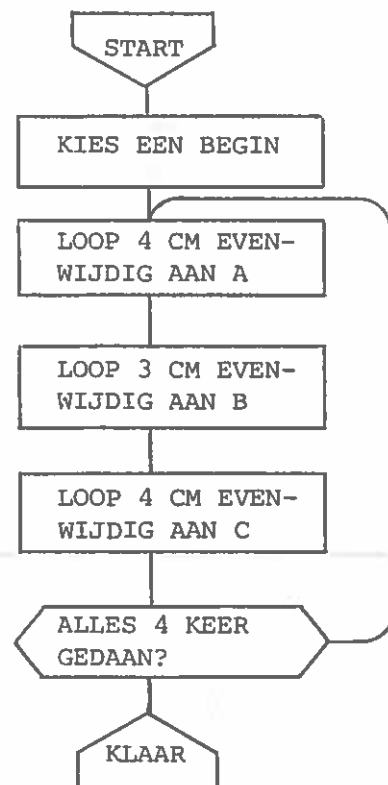 START
KIES EEN BEGIN
LOOP 4 CM EVEN-
WIJDIG AAN A
LOOP 3 CM EVEN-
WIJDIG AAN B
LOOP 4 CM EVEN-
WIJDIG AAN C
ALLES 4 KEER
GEDAAN?
KLAAR